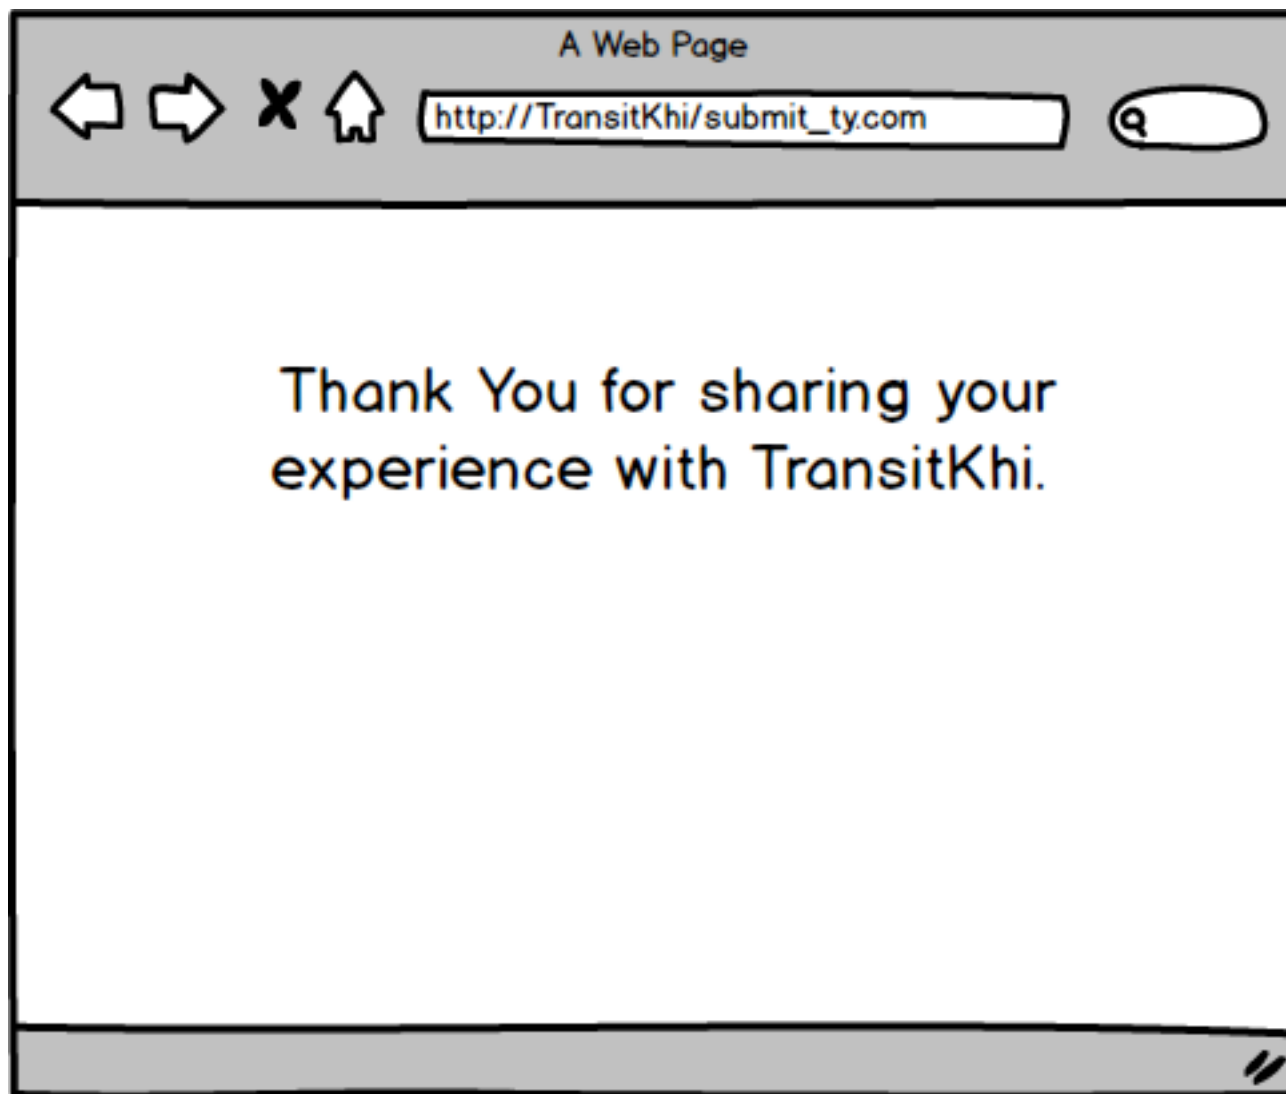 A Web Page
http://TransitKhi/submit_ty.com
Thank You for sharing your
experience with TransitKhi.